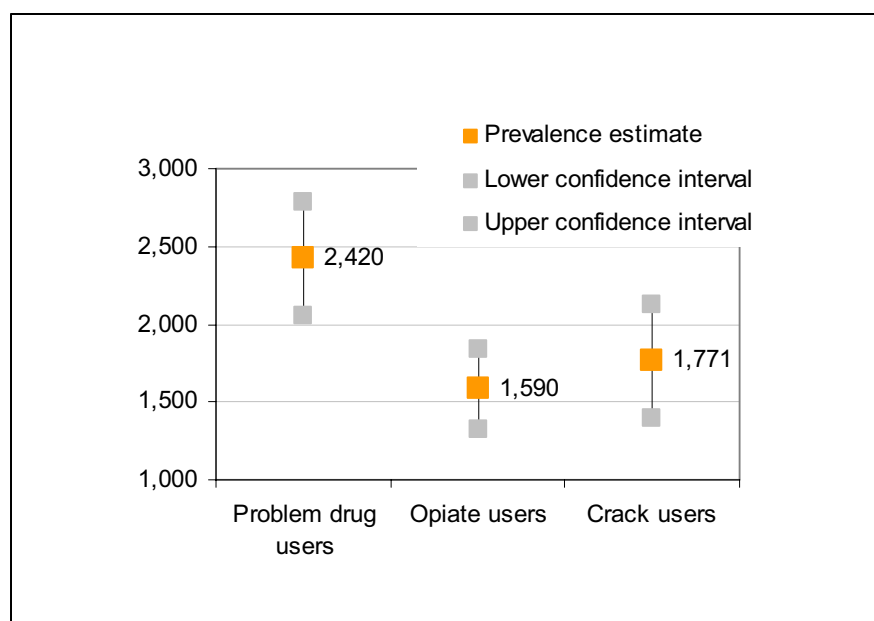 Prevalence estimate
Lower confidence interval
Upper confidence interval
3,000
2,500
2,000
1,500
1,000
2,420
1,590
1,771
Problem drug
users
Opiate users
Crack users